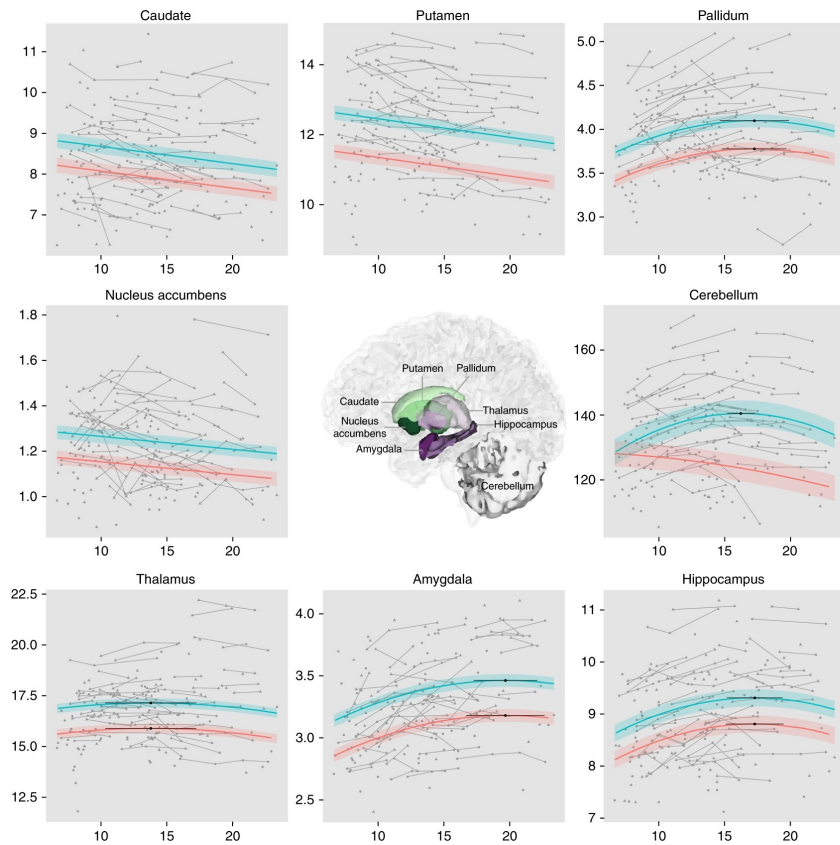 Caudate
11
10
9
8
7
10 15 20
Putamen
14
12
10
10 15 20
Pallidum
5.0
4.5
4.0
3.5
3.0
10 15 20
Nucleus accumbens
1.8
1.6
1.4
1.2
1.0
10 15 20
Putamen
Pallidum
Caudate
Thalamus
Nucleus
accumbens
Hippocampus
Amygdala
Cerebellum
Cerebellum
160
140
120
10 15 20
Thalamus
22.5
20.0
17.5
15.0
12.5
10 15 20
Amygdala
4.0
3.5
3.0
2.5
10 15 20
Hippocampus
11
10
9
8
7
10 15 20